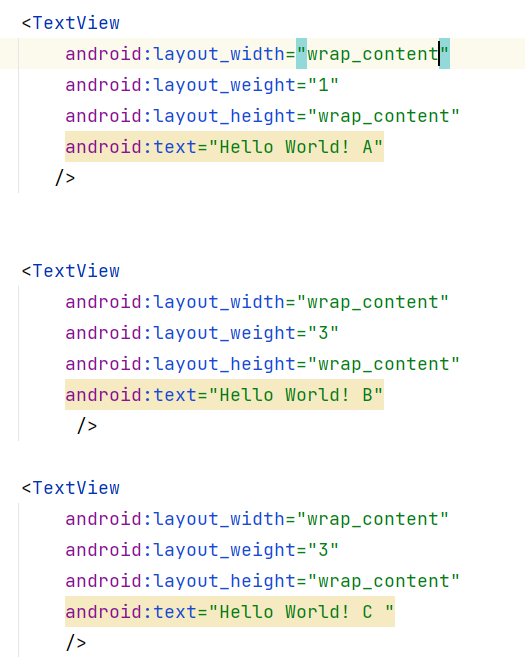 <TextView
android:layout_width="wrap_content"
android:layout_weight="1"
android:layout_height="wrap_content"
android:text="Hello World! A"
/>
<TextView
android:layout_width="wrap_content"
android:layout_weight="3"
android:layout_height="wrap_content"
android:text="Hello World! B"
/>
<TextView
android:layout_width="wrap_content"
android:layout_weight="3"
android:layout_height="wrap_content"
android:text="Hello World! C "
/>